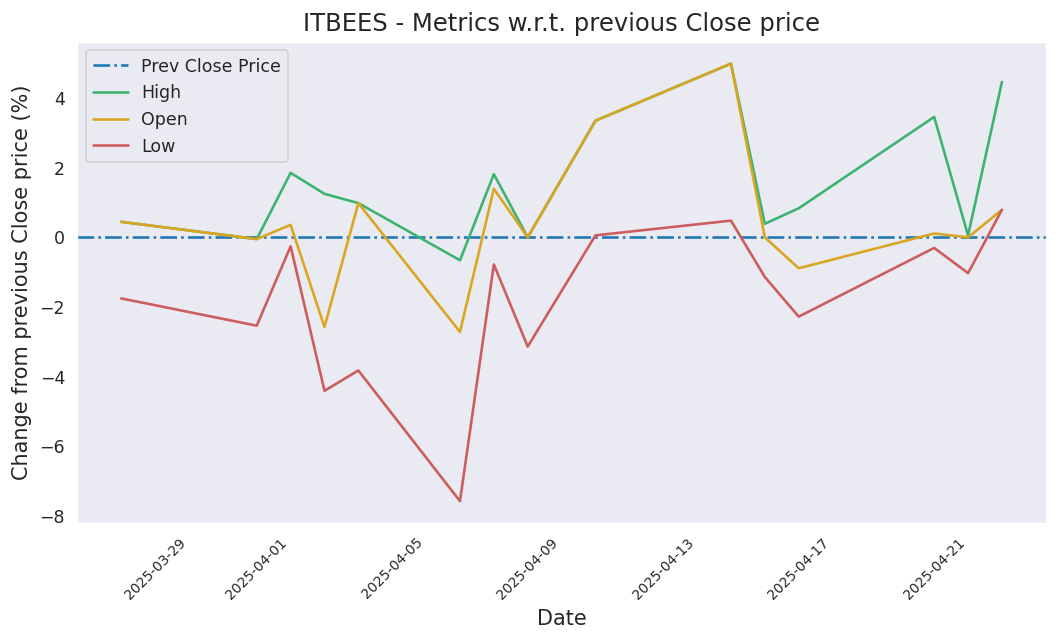 ITBEES - Metrics w.r.t. previous Close price
Prev Close Price
High
Open
Low
Change from previous Close price (%)
4
2
0
−2
−4
−6
−8
2025-03-29
2025-04-01
2025-04-05
2025-04-09
2025-04-13
2025-04-17
2025-04-21
Date